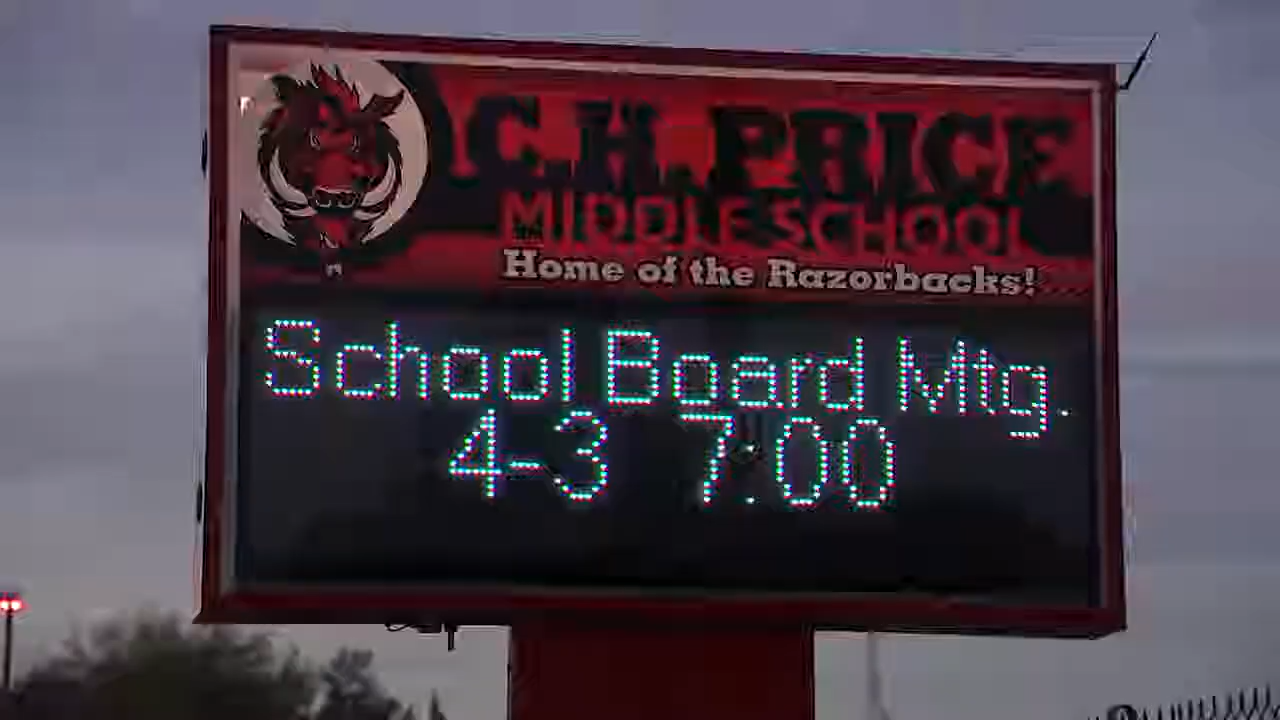 C.H. PRICE
MIDDLE SCHOOL
Home of the Razorbacks!
School Board Mtg.
4-3 7:00